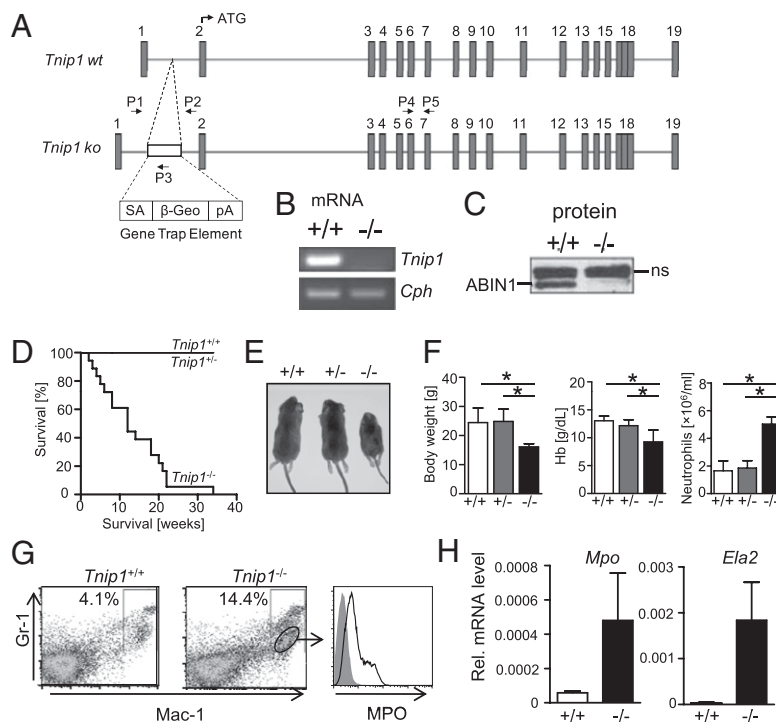 A
1 2 ATG 3 4 5 6 7 8 9 10 11 12 13 15 18 19
Tnip1 wt
P1 P2 P4 P5
1 2 3 4 5 6 7 8 9 10 11 12 13 15 18 19
Tnip1 ko
P3
SA β-Geo pA
Gene Trap Element
B
mRNA
+/+ -/-
Tnip1
Cph
C
protein
+/+ -/-
ns
ABIN1
D
Tnip1+/+
Tnip1+/-
Tnip1-/-
Survival [%]
100
80
60
40
20
0
0 10 20 30 40
Survival [weeks]
E
+/+ +/- -/-
F
*
*
Body weight [g]
40
30
20
10
0
+/+ +/- -/-
*
*
Hb [g/dL]
20
15
10
5
0
+/+ +/- -/-
*
*
Neutrophils [×10⁶/ml]
8
6
4
2
0
+/+ +/- -/-
G
Tnip1+/+ Tnip1-/-
4.1% 14.4%
Gr-1
Mac-1 MPO
H
Mpo
Rel. mRNA level
0.0008
0.0006
0.0004
0.0002
0
+/+ -/-
Ela2
0.003
0.002
0.001
0
+/+ -/-